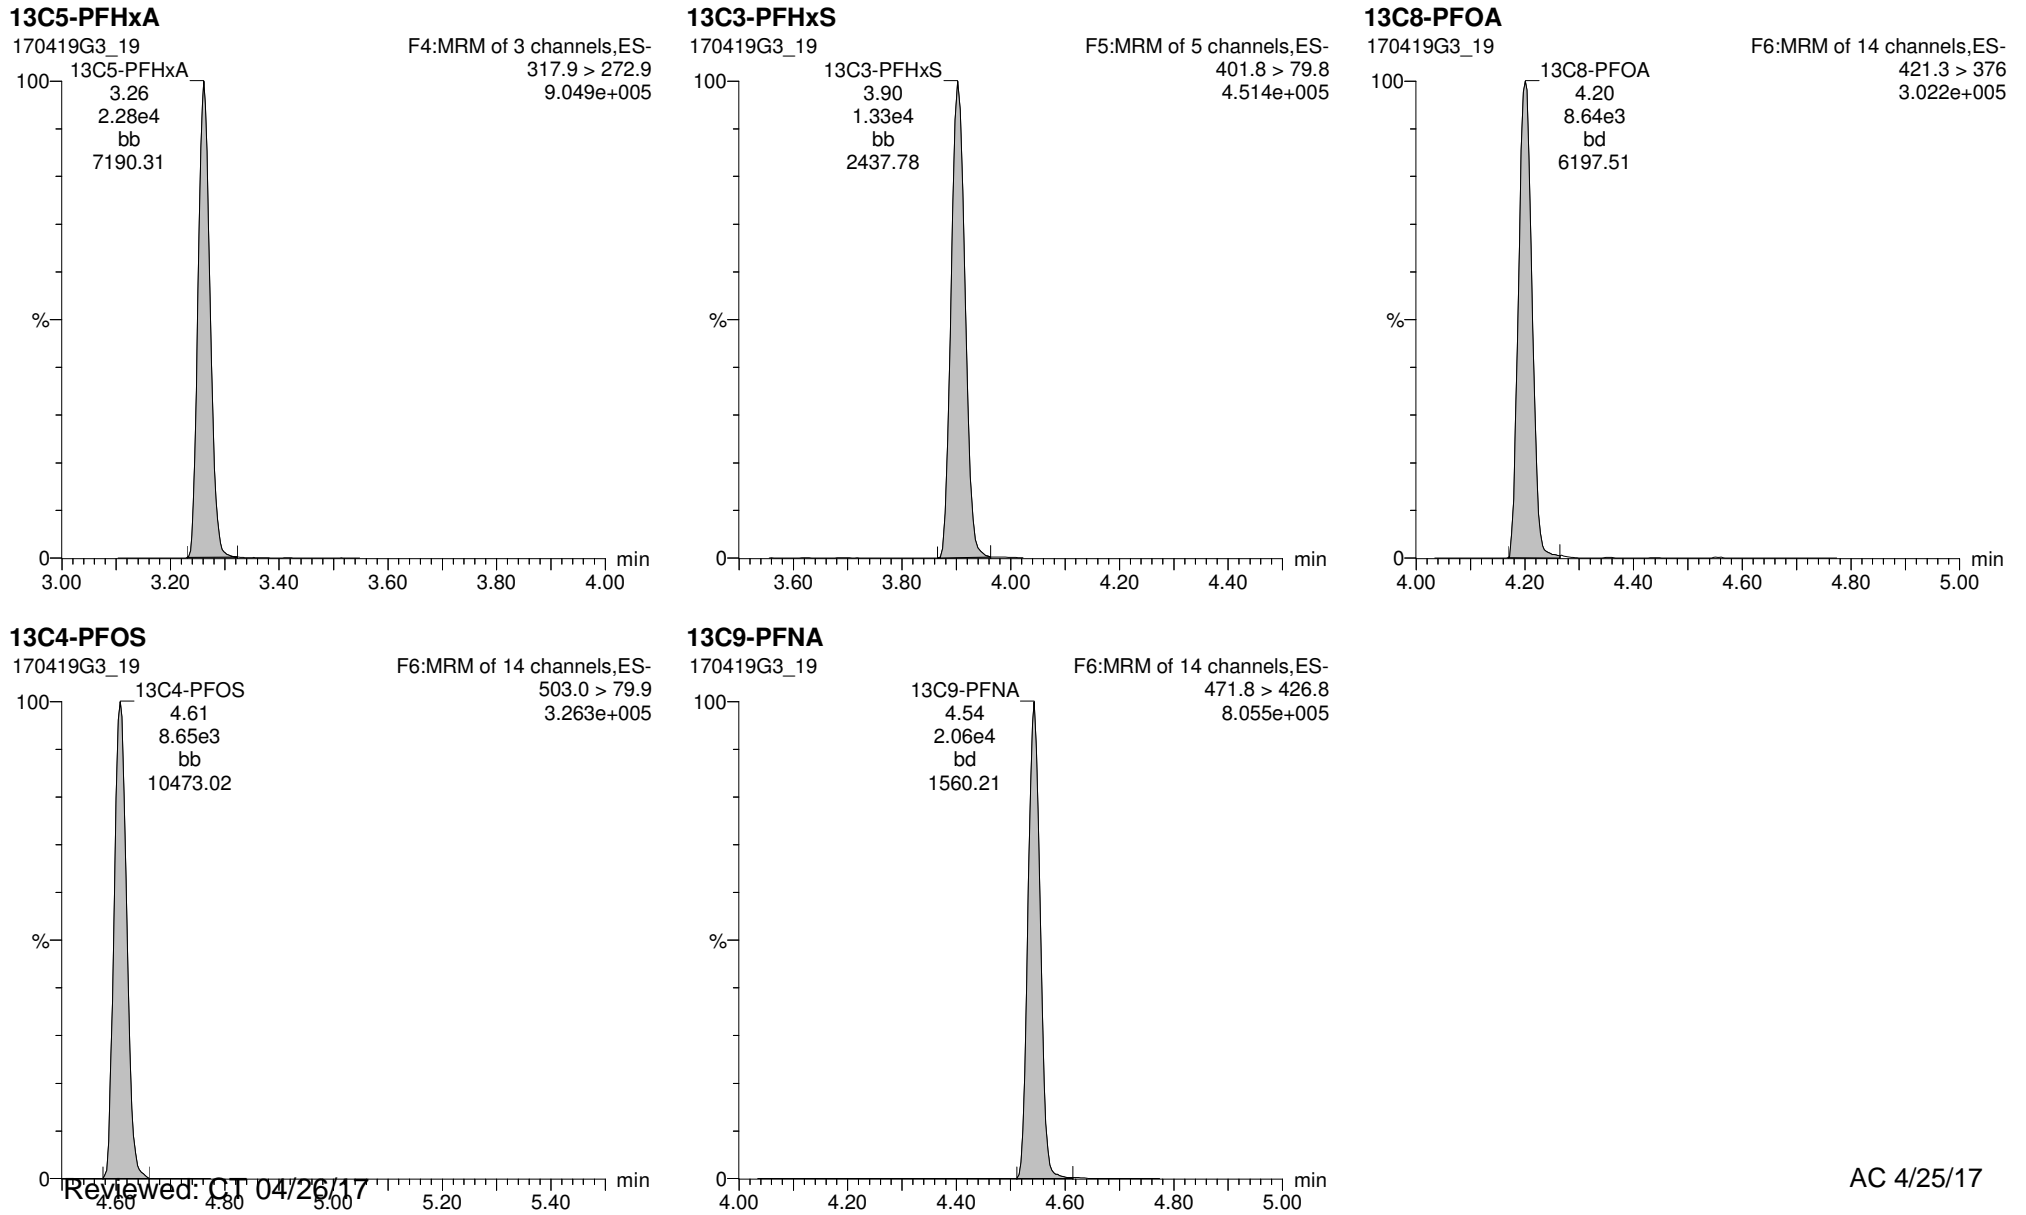 13C5-PFHxA
170419G3_19
F4:MRM of 3 channels,ES-
317.9 > 272.9
9.049e+005
13C5-PFHxA
3.26
2.28e4
bb
7190.31
100
%
0
min
3.00 3.20 3.40 3.60 3.80 4.00
13C3-PFHxS
170419G3_19
F5:MRM of 5 channels,ES-
401.8 > 79.8
4.514e+005
13C3-PFHxS
3.90
1.33e4
bb
2437.78
100
%
0
min
3.60 3.80 4.00 4.20 4.40
13C8-PFOA
170419G3_19
F6:MRM of 14 channels,ES-
421.3 > 376
3.022e+005
13C8-PFOA
4.20
8.64e3
bd
6197.51
100
%
0
min
4.00 4.20 4.40 4.60 4.80 5.00
13C4-PFOS
170419G3_19
F6:MRM of 14 channels,ES-
503.0 > 79.9
3.263e+005
13C4-PFOS
4.61
8.65e3
bb
10473.02
100
%
0
min
4.60 4.80 5.00 5.20 5.40
13C9-PFNA
170419G3_19
F6:MRM of 14 channels,ES-
471.8 > 426.8
8.055e+005
13C9-PFNA
4.54
2.06e4
bd
1560.21
100
%
0
min
4.00 4.20 4.40 4.60 4.80 5.00
Reviewed: CT 04/26/17
AC 4/25/17